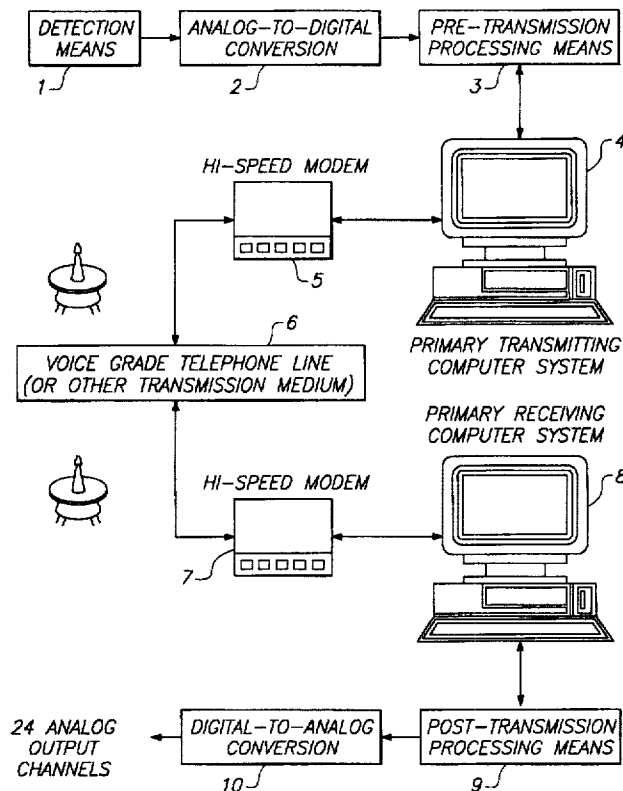 DETECTION
MEANS
1
ANALOG-TO-DIGITAL
CONVERSION
2
PRE-TRANSMISSION
PROCESSING MEANS
3
4
HI-SPEED MODEM
5
PRIMARY TRANSMITTING
COMPUTER SYSTEM
6
VOICE GRADE TELEPHONE LINE
(OR OTHER TRANSMISSION MEDIUM)
PRIMARY RECEIVING
COMPUTER SYSTEM
HI-SPEED MODEM
7
8
24 ANALOG
OUTPUT
CHANNELS
DIGITAL-TO-ANALOG
CONVERSION
10
POST-TRANSMISSION
PROCESSING MEANS
9